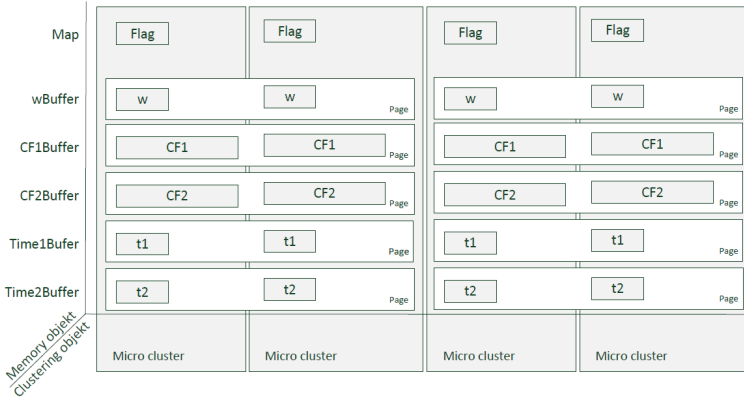 Map Flag Flag Flag Flag
wBuffer w w w w
Page Page
CF1Buffer CF1 CF1 CF1 CF1
Page Page
CF2Buffer CF2 CF2 CF2 CF2
Page Page
Time1Bufer t1 t1 t1 t1
Page Page
Time2Buffer t2 t2 t2 t2
Page Page
Memory objekt
Clustering objekt
Micro cluster Micro cluster Micro cluster Micro cluster